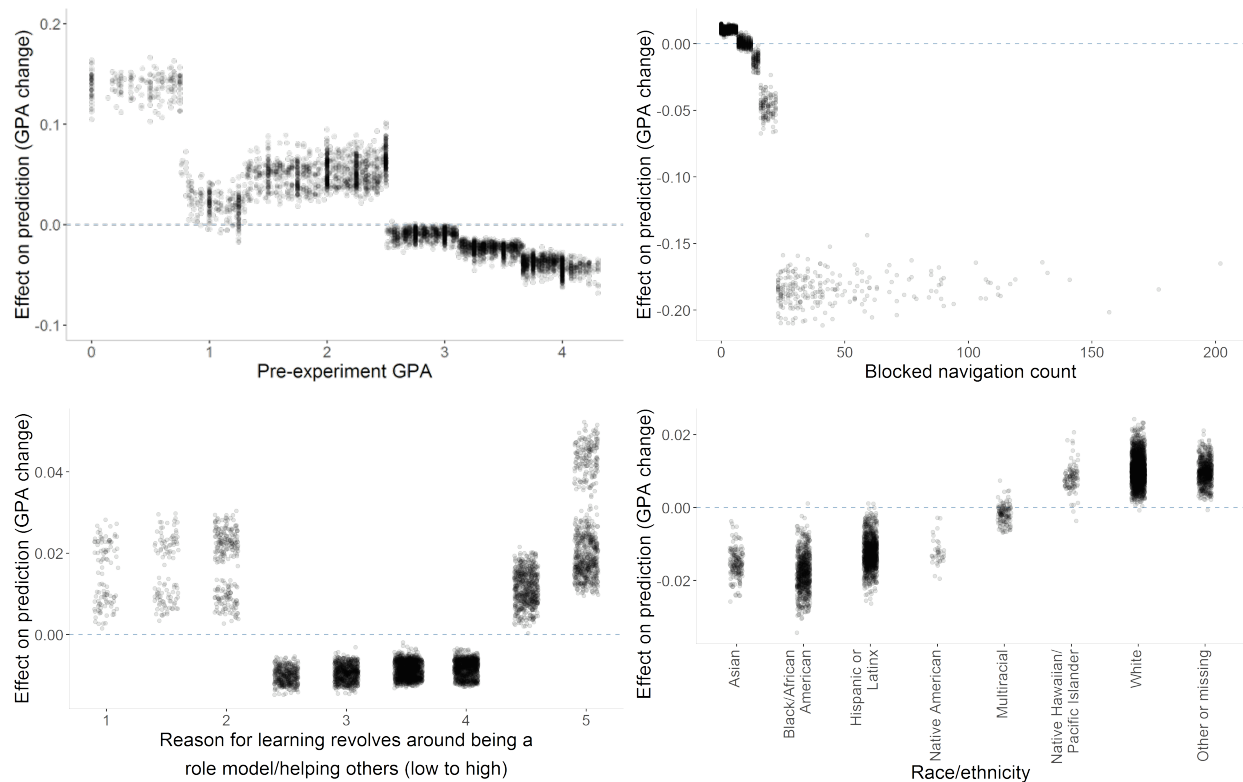 Effect on prediction (GPA change)
0.2
0.1
0.0
-0.1
0
1
2
3
4
Pre-experiment GPA
Effect on prediction (GPA change)
0.00
-0.05
-0.10
-0.15
-0.20
0
50
100
150
200
Blocked navigation count
Effect on prediction (GPA change)
0.04
0.02
0.00
1
2
3
4
5
Reason for learning revolves around being a
role model/helping others (low to high)
Effect on prediction (GPA change)
0.02
0.00
-0.02
Asian
Black/African
American
Hispanic or
Latinx
Native American
Multiracial
Native Hawaiian/
Pacific Islander
White
Other or missing
Race/ethnicity